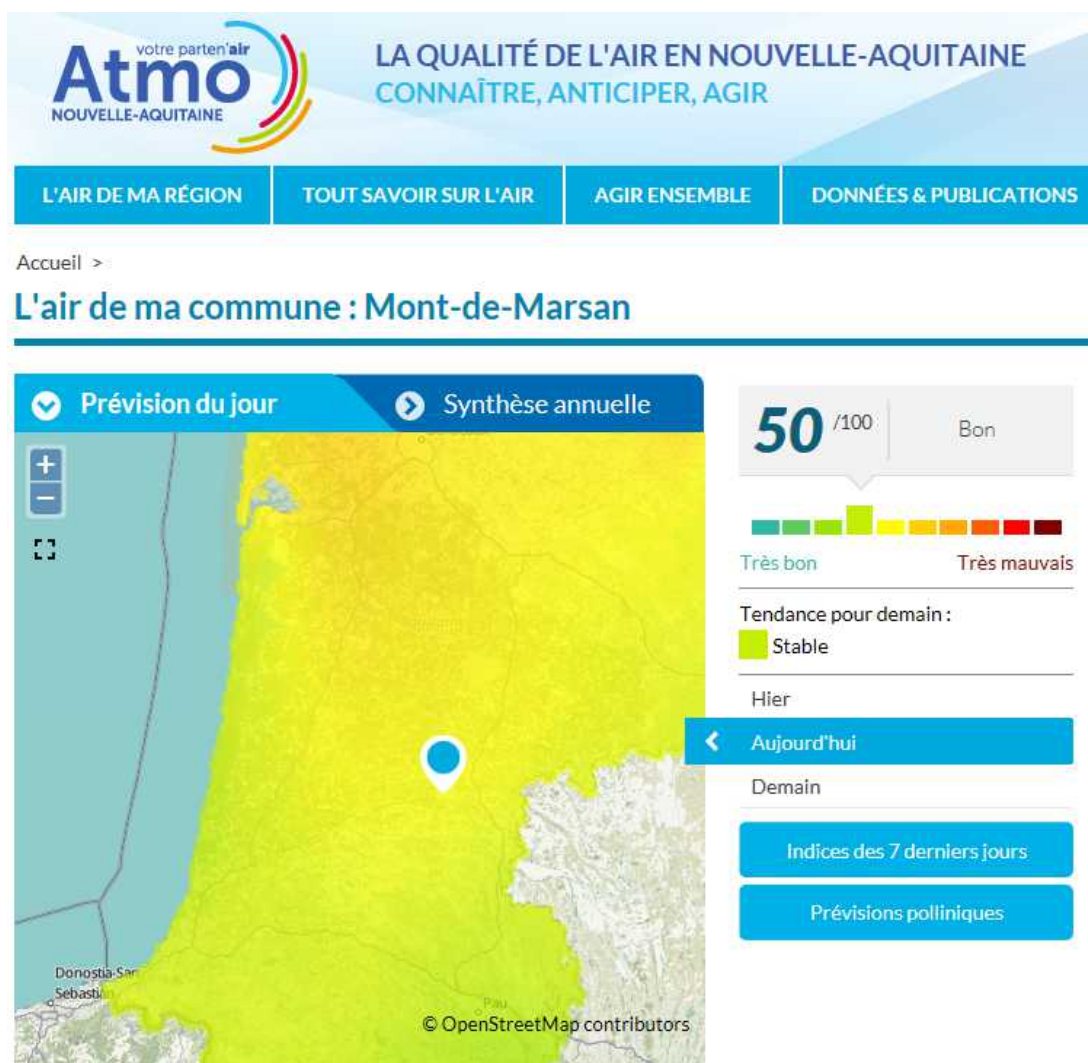 votre parten'air
Atmo
NOUVELLE-AQUITAINE
LA QUALITÉ DE L'AIR EN NOUVELLE-AQUITAINE
CONNAÎTRE, ANTICIPER, AGIR
L'AIR DE MA RÉGION
TOUT SAVOIR SUR L'AIR
AGIR ENSEMBLE
DONNÉES & PUBLICATIONS
Accueil >
L'air de ma commune : Mont-de-Marsan
Prévision du jour
Synthèse annuelle
+
−
Donostia-San
Sebasti
Pau
© OpenStreetMap contributors
50 /100
Bon
Très bon
Très mauvais
Tendance pour demain :
Stable
Hier
Aujourd'hui
Demain
Indices des 7 derniers jours
Prévisions polliniques